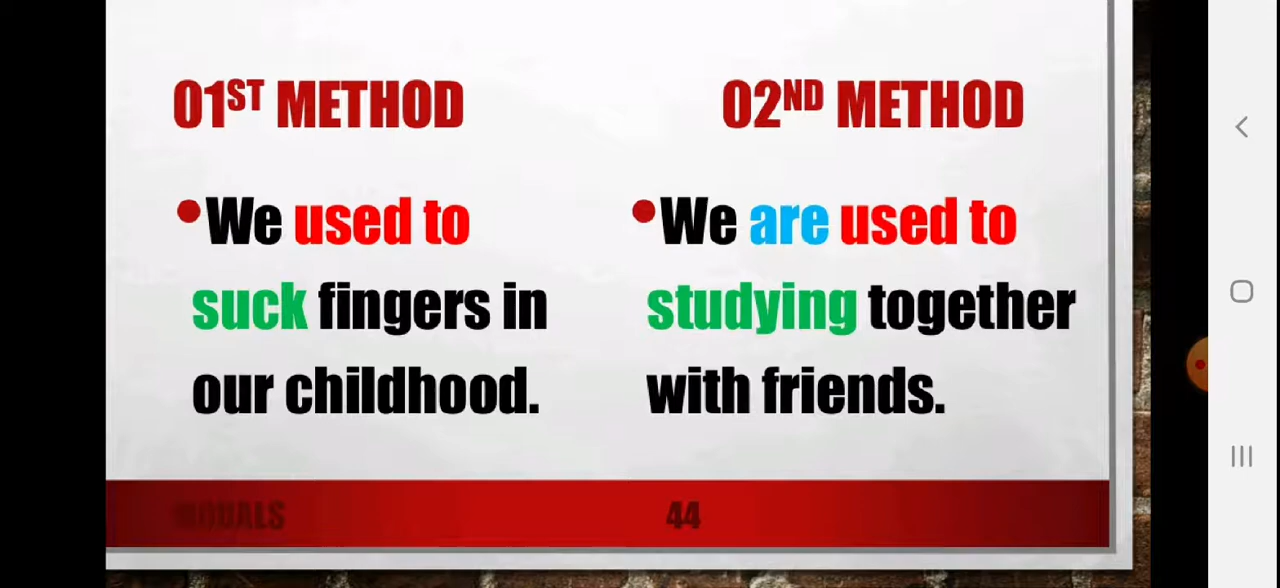 01ST METHOD
02ND METHOD
•We used to
suck fingers in
our childhood.
•We are used to
studying together
with friends.
MODALS
44